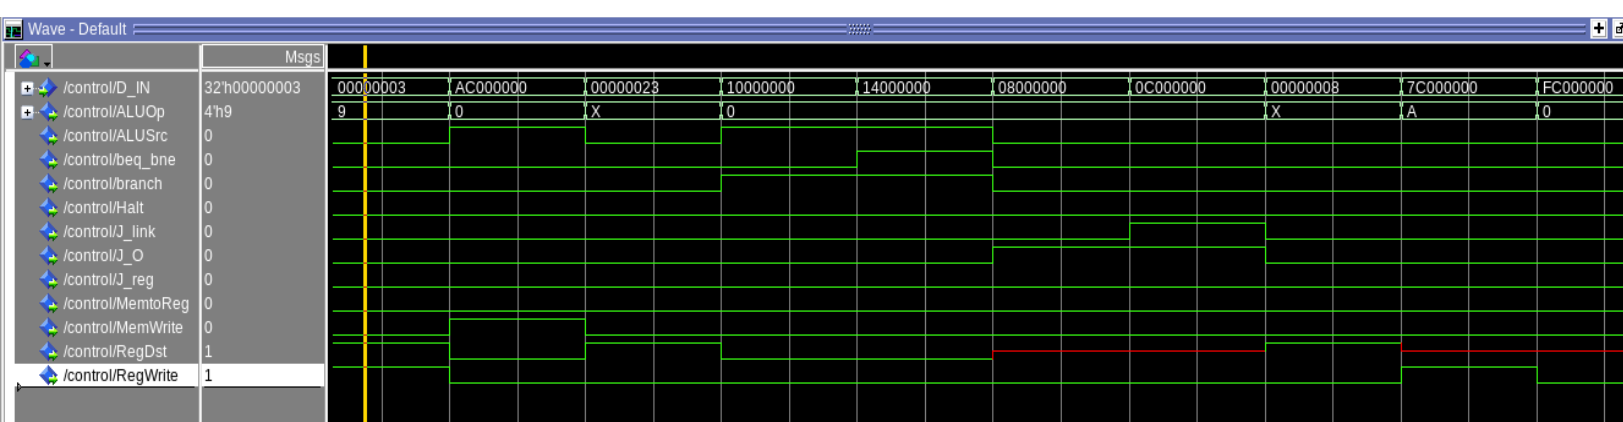 Wave - Default
Msgs
/control/D_IN 32'h00000003 00000003 AC000000 00000023 10000000 14000000 08000000 0C000000 00000008 7C000000 FC000000
/control/ALUOp 4'h9 9 0 X 0 X A 0
/control/ALUSrc 0
/control/beq_bne 0
/control/branch 0
/control/Halt 0
/control/J_link 0
/control/J_O 0
/control/J_reg 0
/control/MemtoReg 0
/control/MemWrite 0
/control/RegDst 1
/control/RegWrite 1